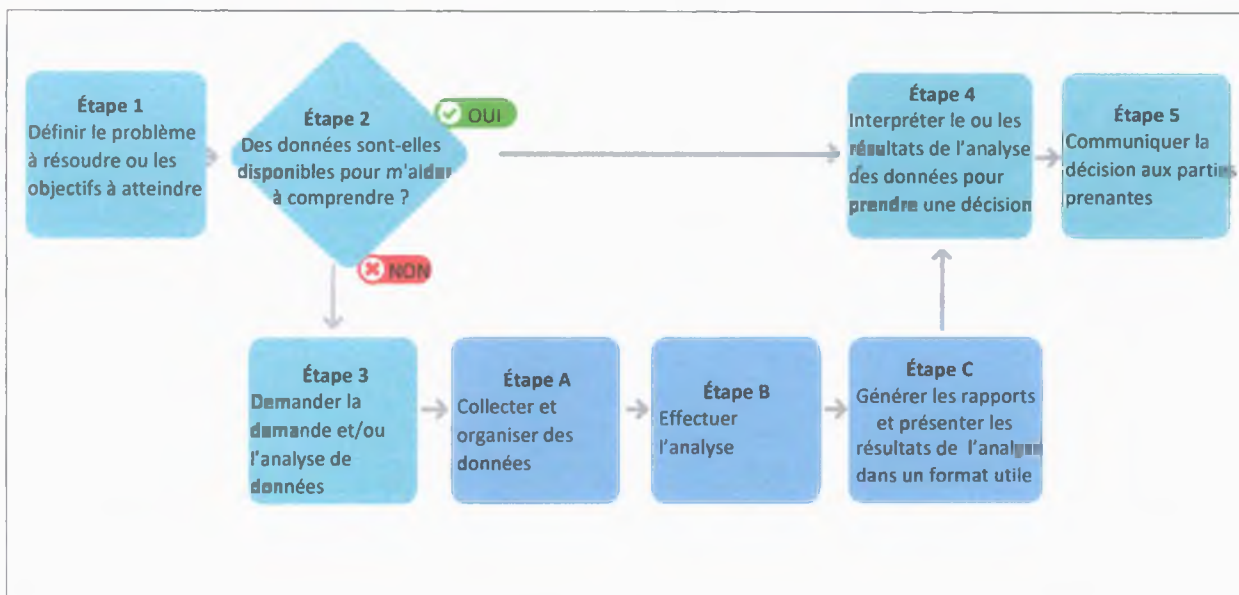 Étape 1
Définir le problème
à résoudre ou les
objectifs à atteindre
Étape 2
Des données sont-elles
disponibles pour m'aider
à comprendre ?
OUI
NON
Étape 4
Interpréter le ou les
résultats de l'analyse
des données pour
prendre une décision
Étape 5
Communiquer la
décision aux parties
prenantes
Étape 3
Demander la
demande et/ou
l'analyse de
données
Étape A
Collecter et
organiser des
données
Étape B
Effectuer
l'analyse
Étape C
Générer les rapports
et présenter les
résultats de l'analyse
dans un format utile